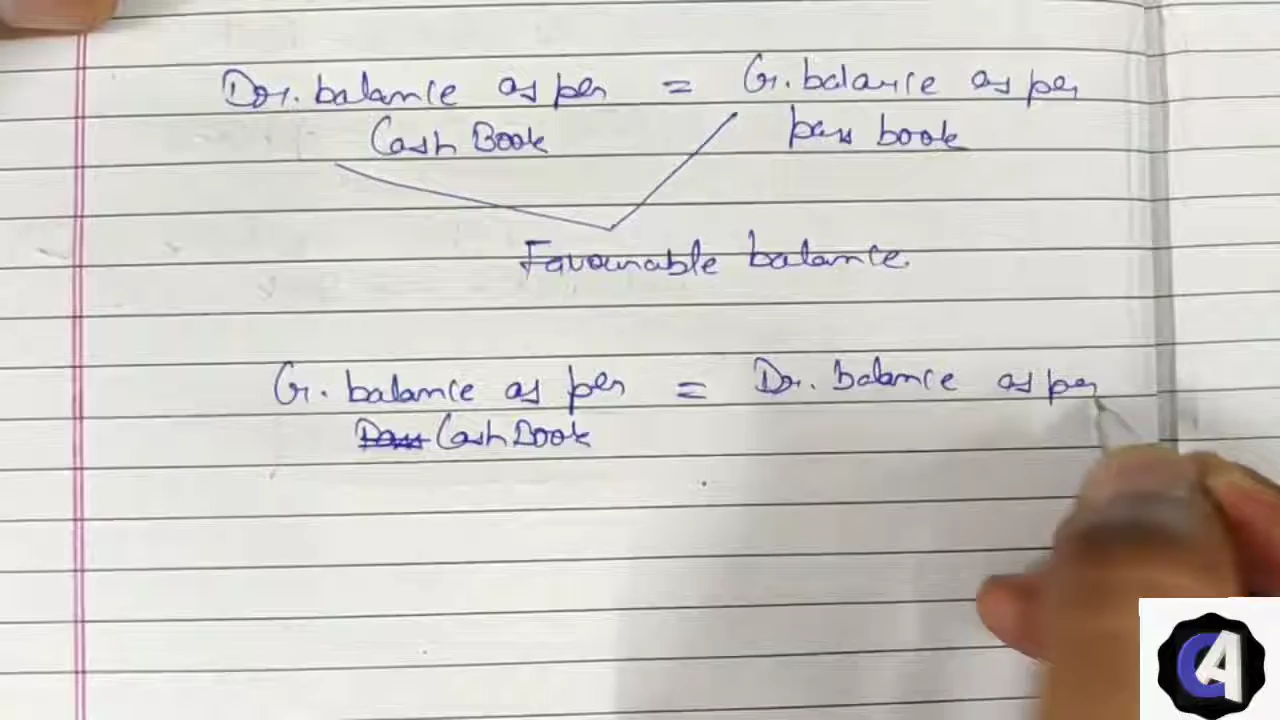 Dr. balance as per = Cr. balance as per
Cash Book pass book
Favourable balance.
Cr. balance as per = Dr. balance as per
Pass Cash Book
CA